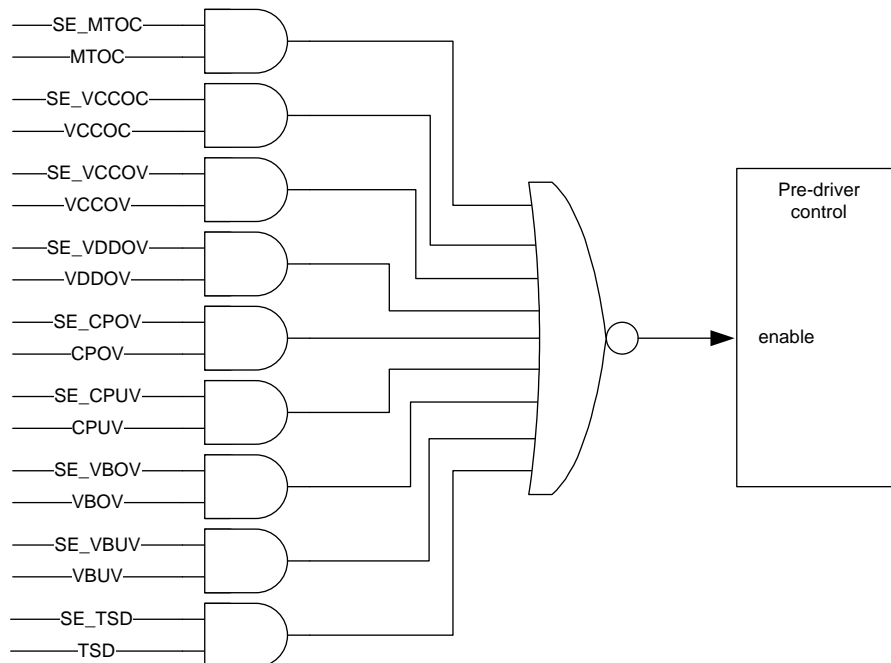 SE_MTOC
MTOC
SE_VCCOC
VCCOC
SE_VCCOV
VCCOV
SE_VDDOV
VDDOV
SE_CPOV
CPOV
SE_CPUV
CPUV
SE_VBOV
VBOV
SE_VBUV
VBUV
SE_TSD
TSD
Pre-driver
control
enable